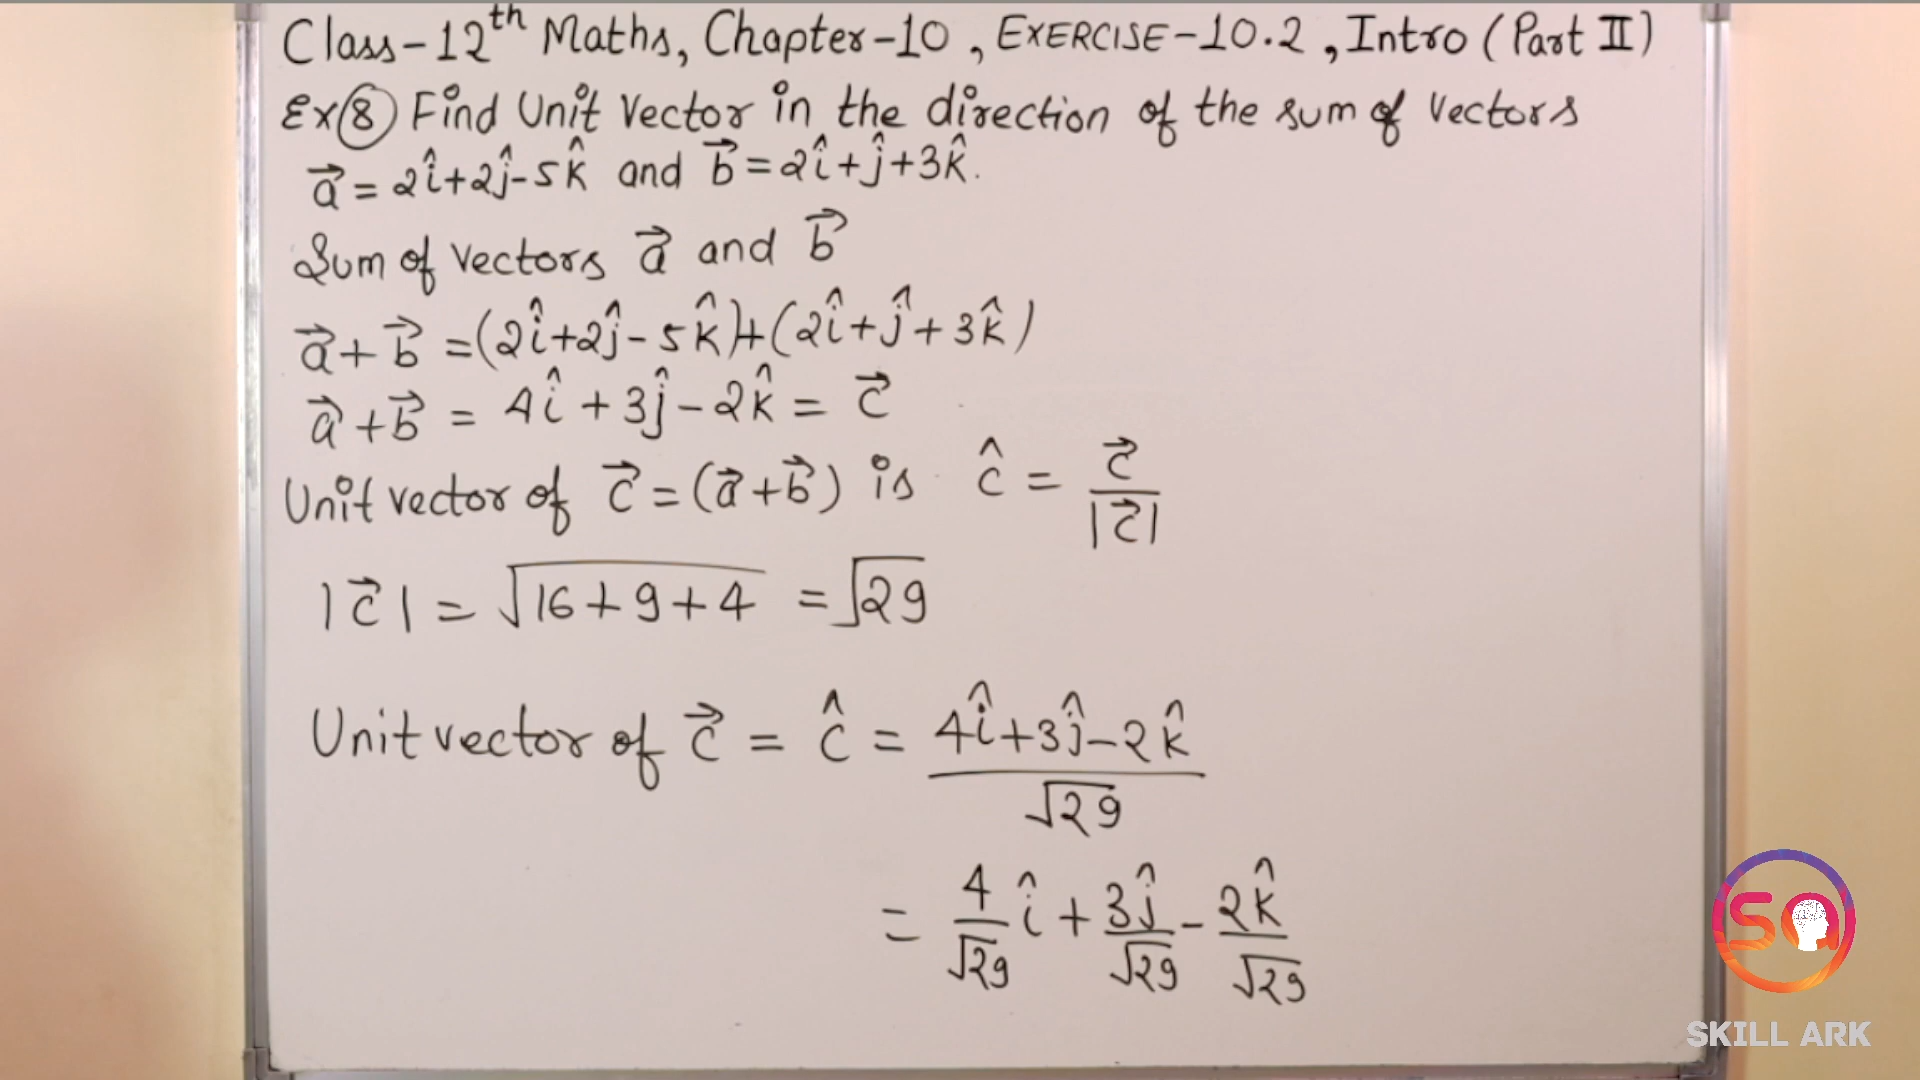 Class-12th Maths, Chapter-10, EXERCISE-10.2, Intro (Part II)
Ex⑧ Find Unit Vector in the direction of the sum of vectors
a⃗ = 2î+2ĵ-5k̂ and b⃗ = 2î+ĵ+3k̂.
Sum of vectors a⃗ and b⃗
a⃗+b⃗ = (2î+2ĵ-5k̂)+(2î+ĵ+3k̂)
a⃗+b⃗ = 4î+3ĵ-2k̂ = c⃗
Unit vector of c⃗ = (a⃗+b⃗) is ĉ = c⃗/|c⃗|
|c⃗| = √(16+9+4) = √29
Unit vector of c⃗ = ĉ = (4î+3ĵ-2k̂)/√29
= 4/√29 î + 3ĵ/√29 - 2k̂/√29
SA
SKILL ARK